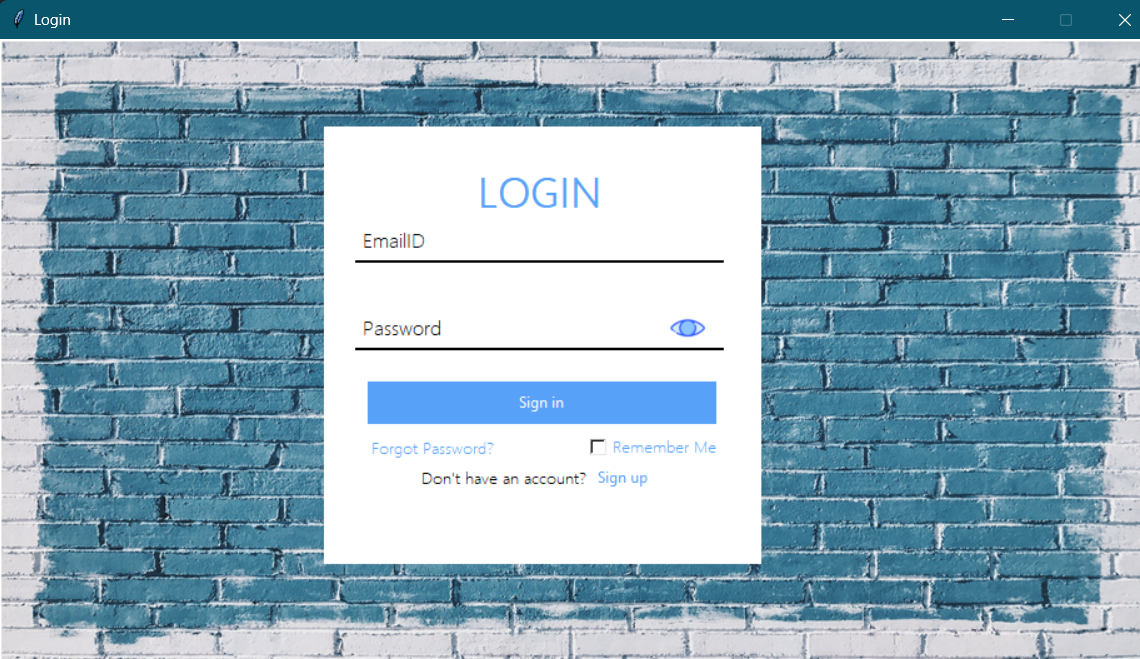 Login
LOGIN
EmailID
Password
Sign in
Forgot Password? Remember Me
Don't have an account? Sign up